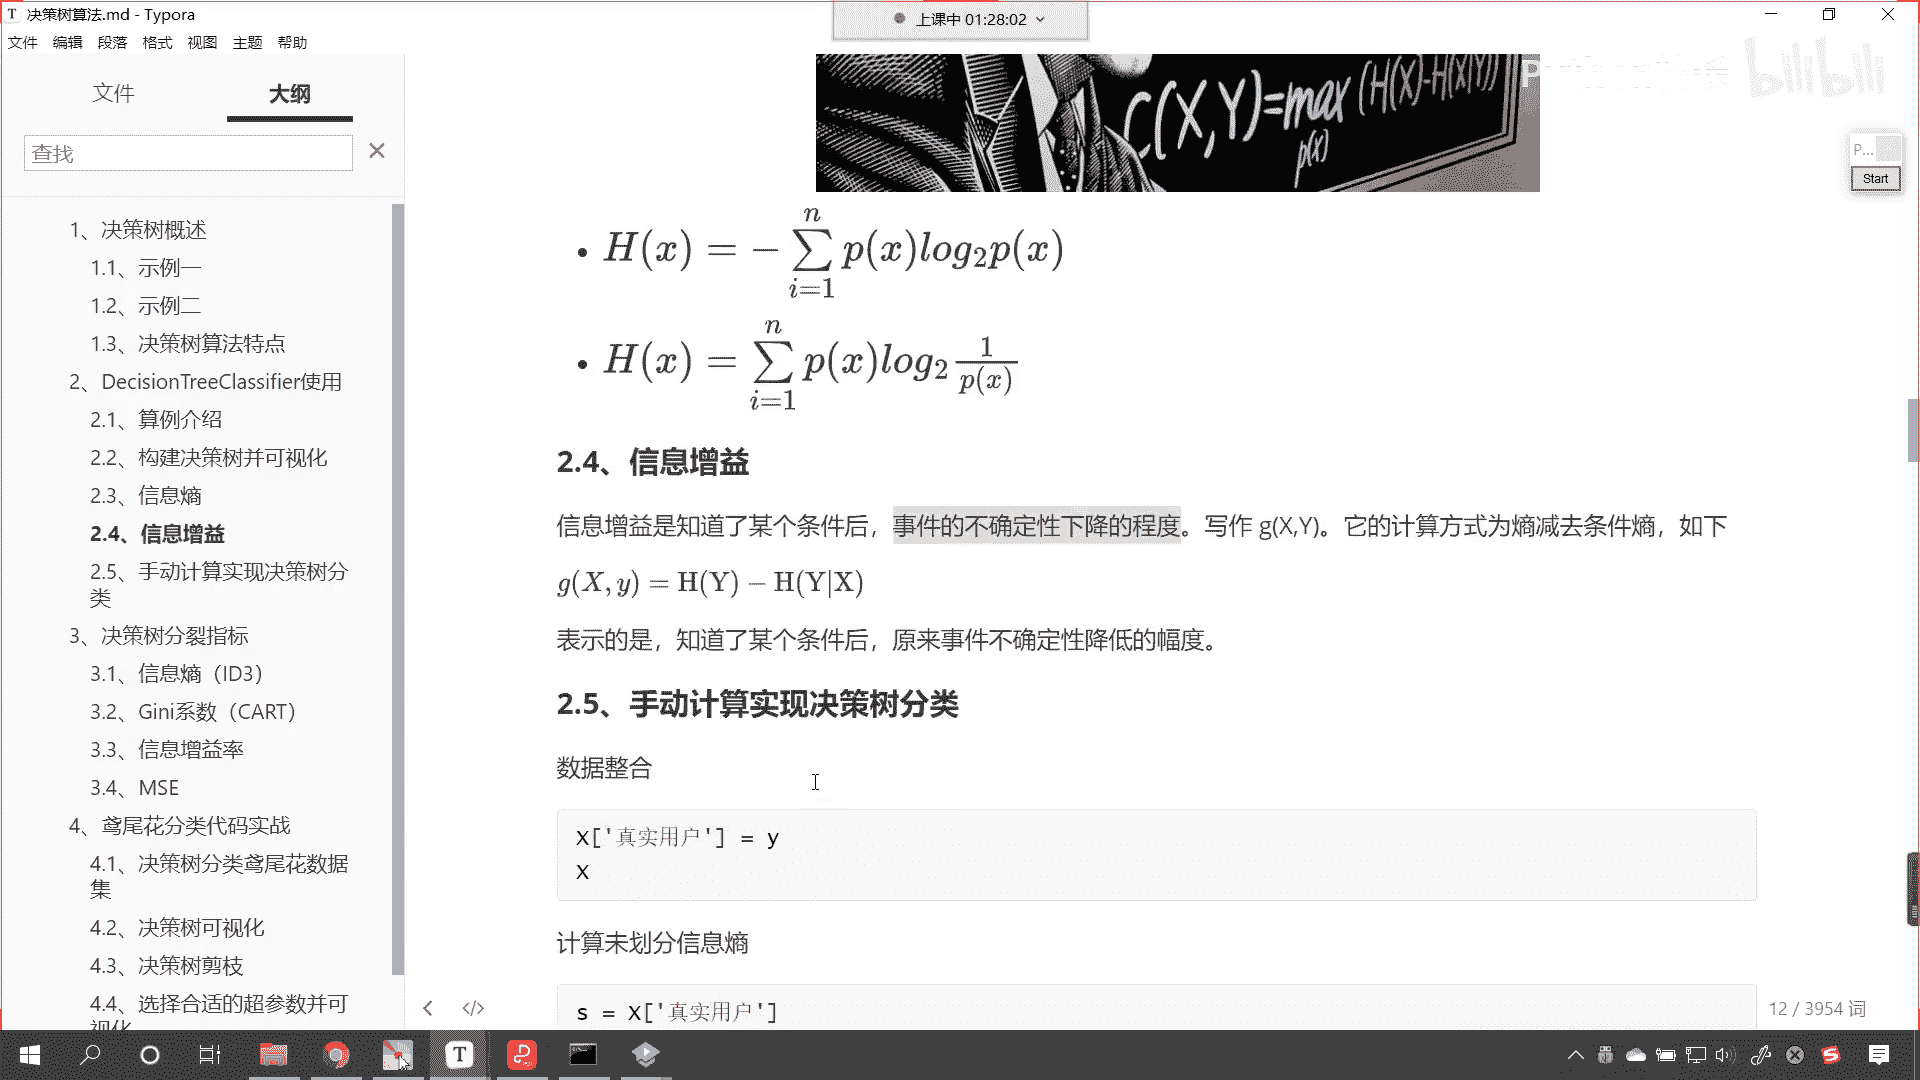 决策树算法.md - Typora
上课中 01:28:02
文件 编辑 段落 格式 视图 主题 帮助
文件 大纲
查找
1、决策树概述
1.1、示例一
1.2、示例二
1.3、决策树算法特点
2、DecisionTreeClassifier使用
2.1、算例介绍
2.2、构建决策树并可视化
2.3、信息熵
2.4、信息增益
2.5、手动计算实现决策树分
类
3、决策树分裂指标
3.1、信息熵（ID3）
3.2、Gini系数（CART）
3.3、信息增益率
3.4、MSE
4、鸢尾花分类代码实战
4.1、决策树分类鸢尾花数据
集
4.2、决策树可视化
4.3、决策树剪枝
4.4、选择合适的超参数并可
视化
C(X,Y)=max (H(X)-H(X|Y))
p(x)
bilibili
P...
Start
• H(x) = − ∑_{i=1}^{n} p(x)log₂p(x)
• H(x) = ∑_{i=1}^{n} p(x)log₂ 1/p(x)
2.4、信息增益
信息增益是知道了某个条件后，事件的不确定性下降的程度。写作 g(X,Y)。它的计算方式为熵减去条件熵，如下
g(X, y) = H(Y) − H(Y|X)
表示的是，知道了某个条件后，原来事件不确定性降低的幅度。
2.5、手动计算实现决策树分类
数据整合
X['真实用户'] = y
X
计算未划分信息熵
s = X['真实用户']
12 / 3954 词